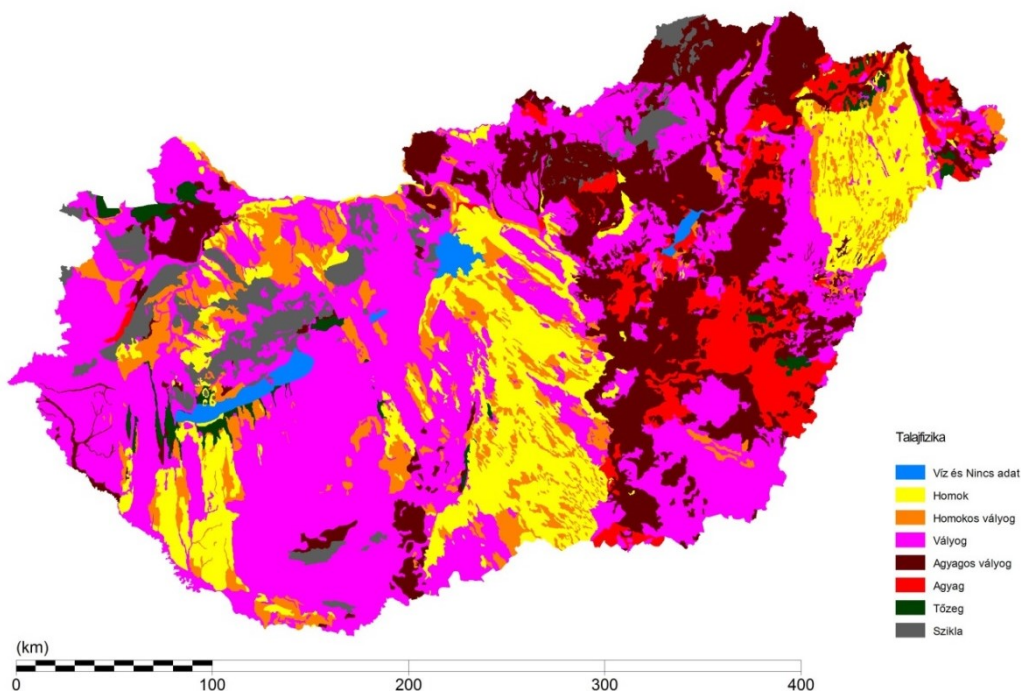 Talajfizika
Víz és Nincs adat
Homok
Homokos vályog
Vályog
Agyagos vályog
Agyag
Tőzeg
Szikla
(km)
0 100 200 300 400